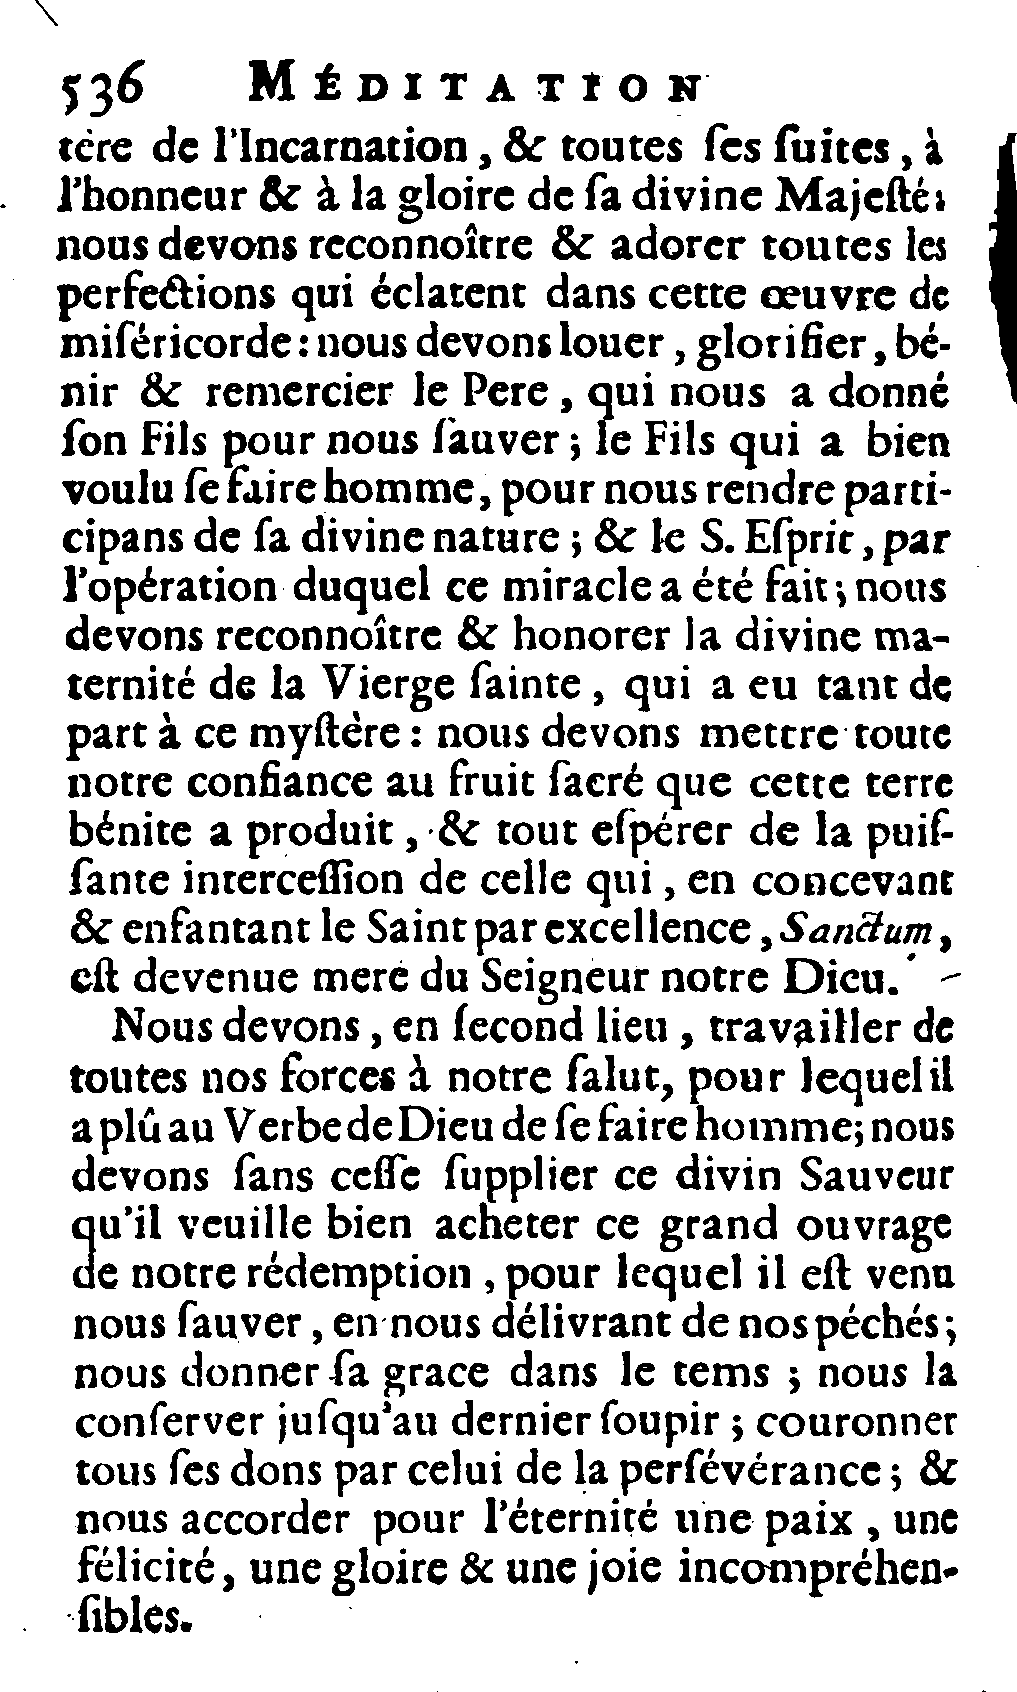 536 MÉDITATION
tère de l'Incarnation, & toutes ſes ſuites, à
l'honneur & à la gloire de ſa divine Majeſté;
nous devons reconnoître & adorer toutes les
perfections qui éclatent dans cette œuvre de
miſéricorde: nous devons louer, glorifier, bé-
nir & remercier le Pere, qui nous a donné
ſon Fils pour nous ſauver; le Fils qui a bien
voulu ſe faire homme, pour nous rendre parti-
cipans de ſa divine nature; & le S. Eſprit, par
l'opération duquel ce miracle a été fait; nous
devons reconnoître & honorer la divine ma-
ternité de la Vierge ſainte, qui a eu tant de
part à ce myſtère: nous devons mettre toute
notre confiance au fruit ſacré que cette terre
bénite a produit, & tout eſpérer de la puiſ-
ſante interceſſion de celle qui, en concevant
& enfantant le Saint par excellence, Sanctum,
eſt devenue mere du Seigneur notre Dieu.
Nous devons, en ſecond lieu, travailler de
toutes nos forces à notre ſalut, pour lequel il
a plû au Verbe de Dieu de ſe faire homme; nous
devons ſans ceſſe ſupplier ce divin Sauveur
qu'il veuille bien acheter ce grand ouvrage
de notre rédemption, pour lequel il eſt venu
nous ſauver, en nous délivrant de nos péchés;
nous donner ſa grace dans le tems; nous la
conſerver juſqu'au dernier ſoupir; couronner
tous ſes dons par celui de la perſévérance; &
nous accorder pour l'éternité une paix, une
félicité, une gloire & une joie incompréhen-
ſibles.